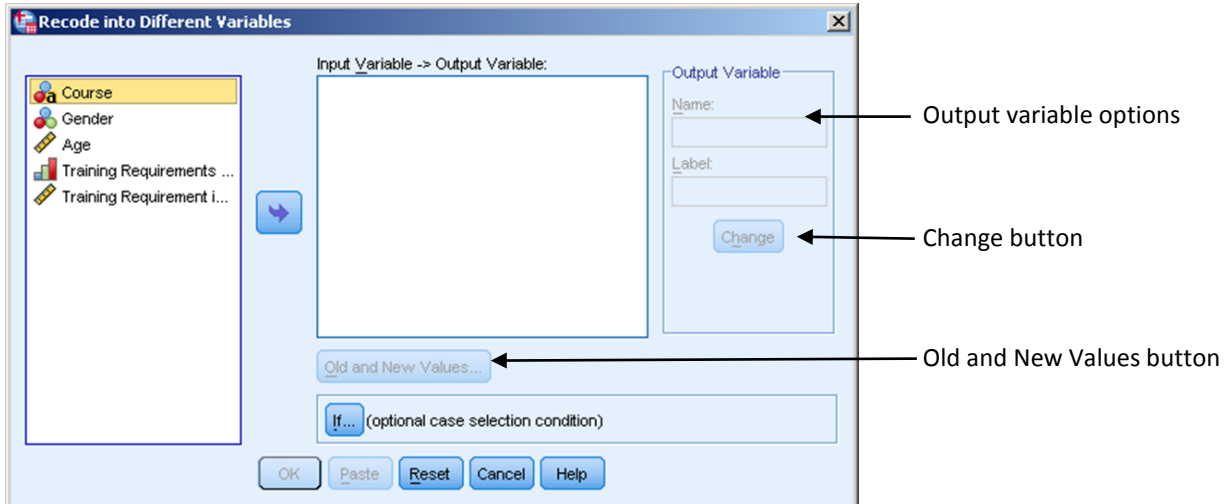 Recode into Different Variables
Input Variable -> Output Variable:
Course
Gender
Age
Training Requirements ...
Training Requirement i...
Output Variable
Name:
Label:
Change
Old and New Values...
If... (optional case selection condition)
OK Paste Reset Cancel Help
Output variable options
Change button
Old and New Values button